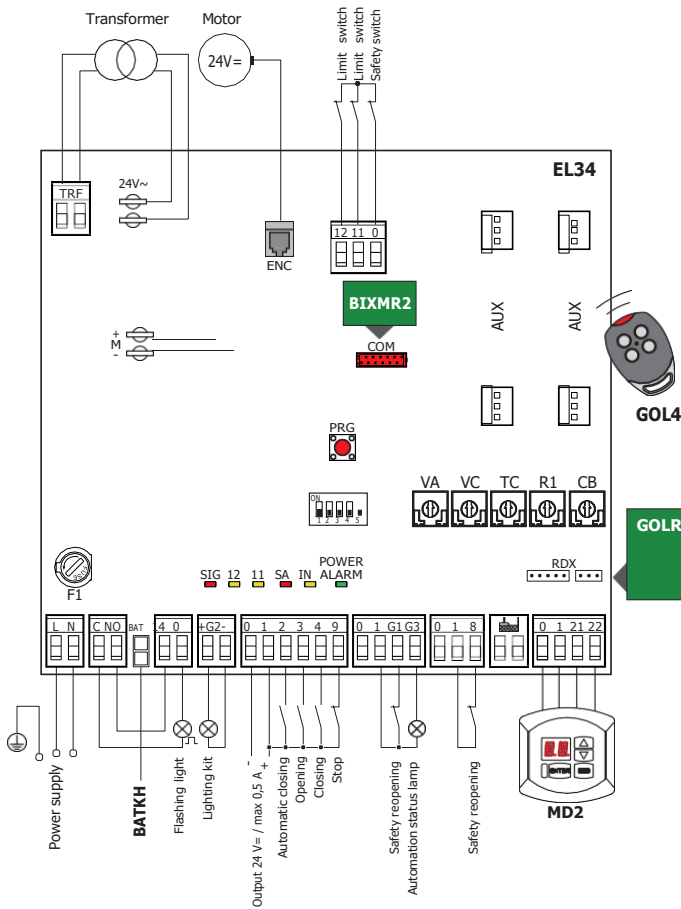 Transformer
Motor
24V=
Limit switch
Limit switch
Safety switch
EL34
TRF
24V~
ENC
12 11 0
BIXMR2
COM
AUX
AUX
+
M
-
GOL4
PRG
ON
1 2 3 4 5
VA VC TC R1 CB
GOLR
RDX
F1
SIG 12 11 SA IN POWER ALARM
L N
C NO
BAT
14 0
+G2-
0 1 2 3 4 9
0 1 G1 G3
0 1 8
0 1 21 22
Power supply
BATKH
Flashing light
Lighting kit
Output 24 V= / max 0,5 A
-
+
Automatic closing
Opening
Closing
Stop
Safety reopening
Automation status lamp
Safety reopening
ENTER
MD2